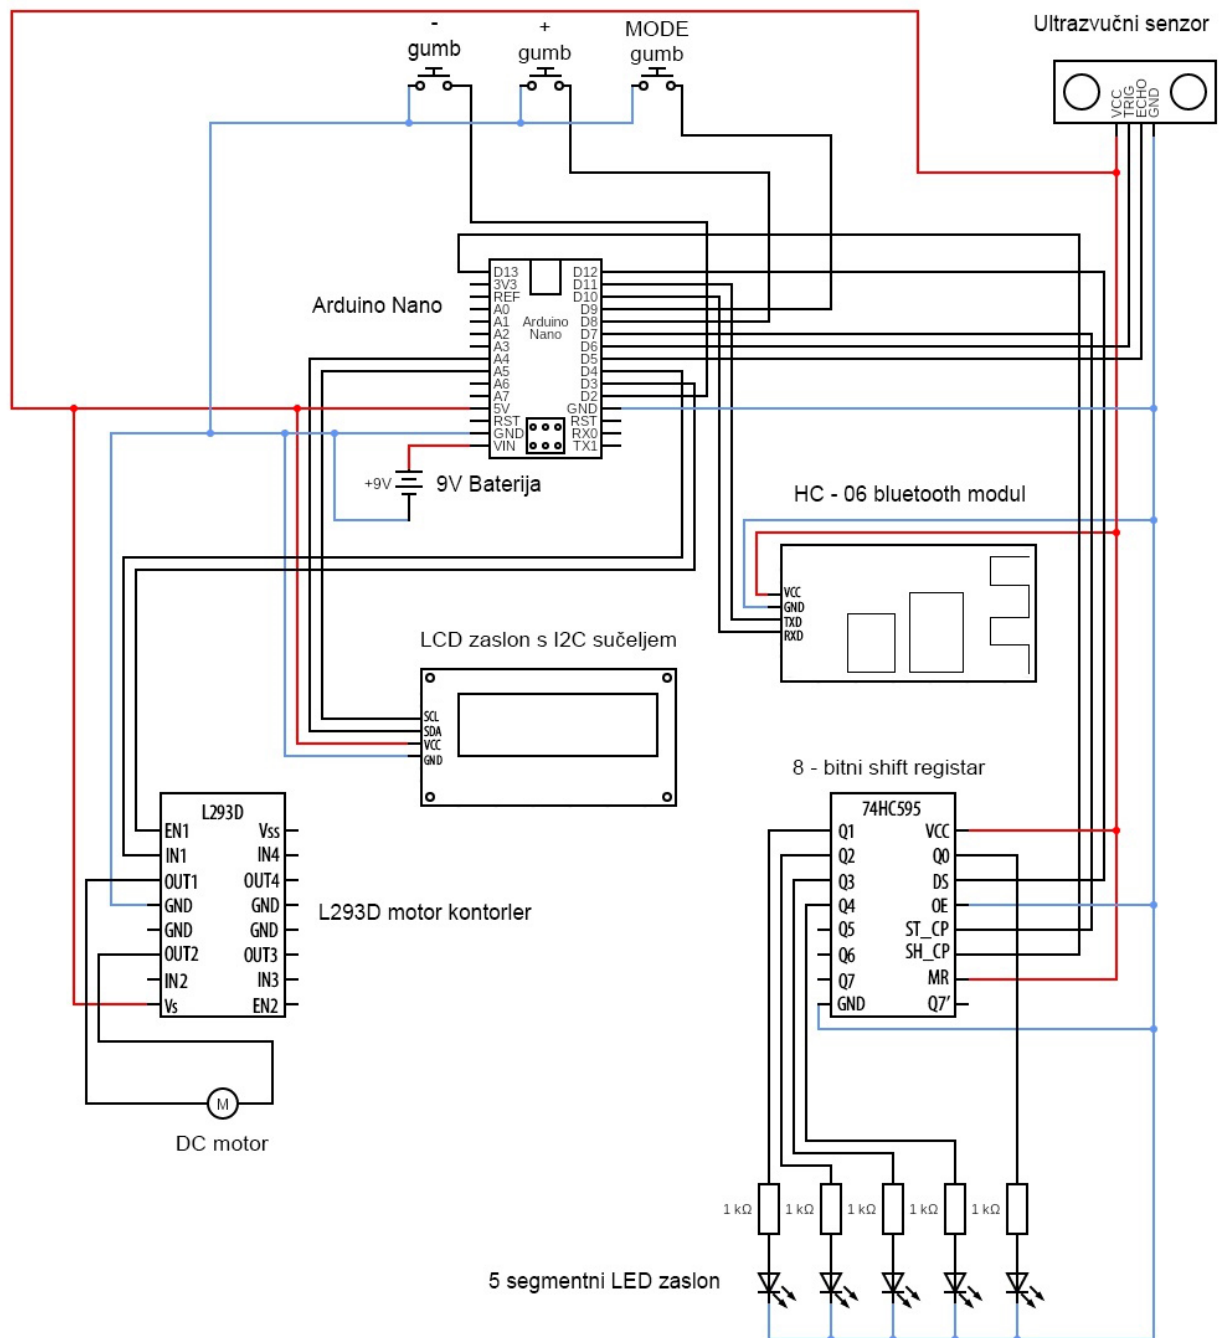 -
gumb
+
gumb
MODE
gumb
Ultrazvučni senzor
VCC
TRIG
ECHO
GND
Arduino Nano
D13
3V3
REF
A0
A1
A2
A3
A4
A5
A6
A7
5V
RST
GND
VIN
Arduino
Nano
D12
D11
D10
D9
D8
D7
D6
D5
D4
D3
D2
GND
RST
RX0
TX1
+9V
9V Baterija
HC - 06 bluetooth modul
VCC
GND
TXD
RXD
LCD zaslon s I2C sučeljem
SCL
SDA
VCC
GND
8 - bitni shift registar
74HC595
Q1
Q2
Q3
Q4
Q5
Q6
Q7
GND
VCC
Q0
DS
OE
ST_CP
SH_CP
MR
Q7'
L293D
EN1
IN1
OUT1
GND
GND
OUT2
IN2
Vs
Vss
IN4
OUT4
GND
GND
OUT3
IN3
EN2
L293D motor kontorler
M
DC motor
1 kΩ
1 kΩ
1 kΩ
1 kΩ
1 kΩ
5 segmentni LED zaslon